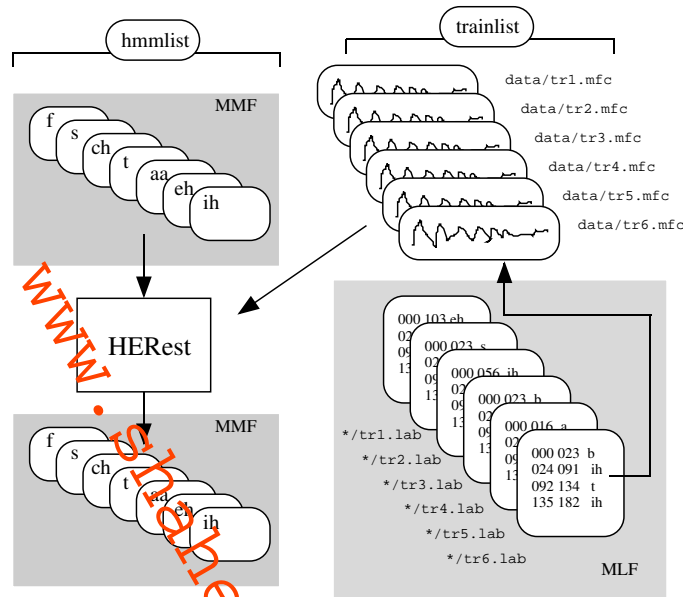 hmmlist
trainlist
MMF
f
s
ch
t
aa
eh
ih
data/tr1.mfc
data/tr2.mfc
data/tr3.mfc
data/tr4.mfc
data/tr5.mfc
data/tr6.mfc
HERest
MMF
f
s
ch
t
aa
eh
ih
000 103 eh
000 023 s
000 056 ih
000 023 b
000 016 a
000 023 b
024 091 ih
092 134 t
135 182 ih
*/tr1.lab
*/tr2.lab
*/tr3.lab
*/tr4.lab
*/tr5.lab
*/tr6.lab
MLF
www.shahe